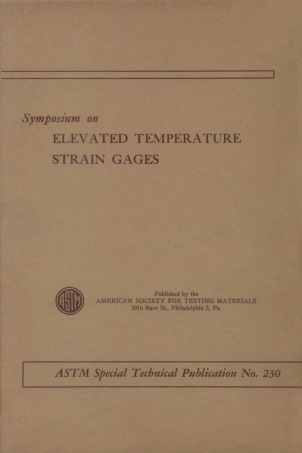 Symposium on
ELEVATED TEMPERATURE
STRAIN GAGES
ASTM
Published by the
AMERICAN SOCIETY FOR TESTING MATERIALS
1916 Race St., Philadelphia 3, Pa.
ASTM Special Technical Publication No. 230